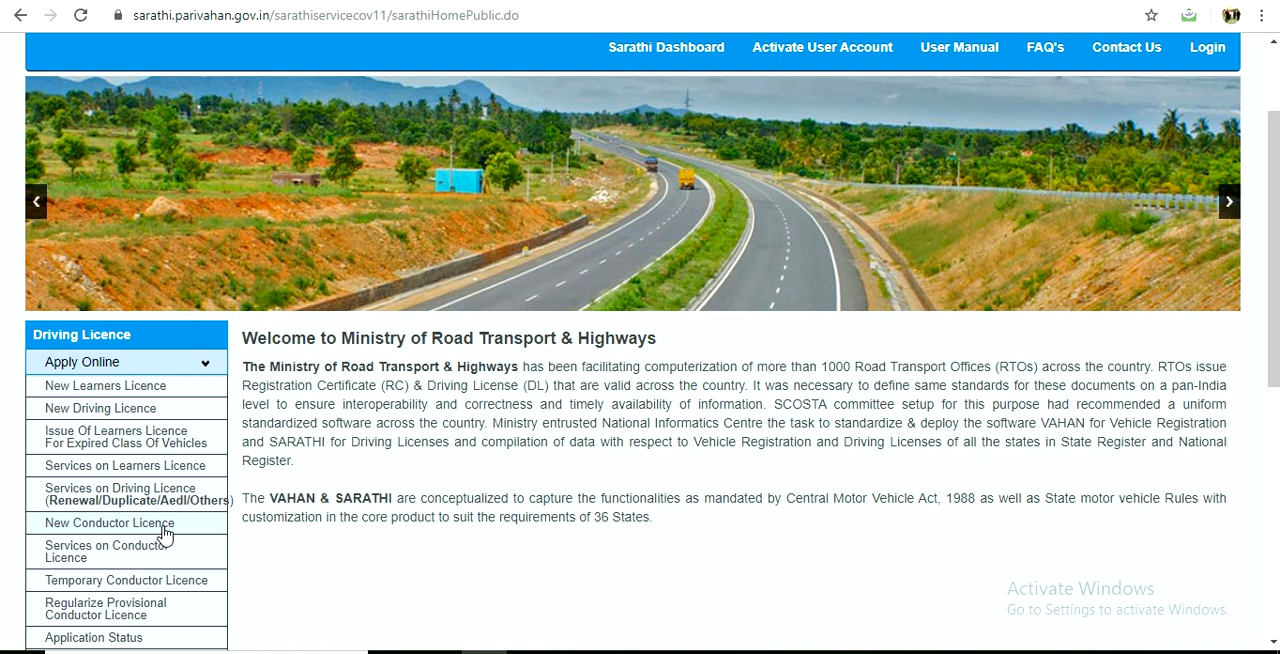 sarathi.parivahan.gov.in/sarathiservicecov11/sarathiHomePublic.do
Sarathi Dashboard Activate User Account User Manual FAQ's Contact Us Login
Driving Licence
Apply Online
New Learners Licence
New Driving Licence
Issue Of Learners Licence
For Expired Class Of Vehicles
Services on Learners Licence
Services on Driving Licence
(Renewal/Duplicate/Aedl/Others)
New Conductor Licence
Services on Conductor
Licence
Temporary Conductor Licence
Regularize Provisional
Conductor Licence
Application Status
Welcome to Ministry of Road Transport & Highways
The Ministry of Road Transport & Highways has been facilitating computerization of more than 1000 Road Transport Offices (RTOs) across the country. RTOs issue
Registration Certificate (RC) & Driving License (DL) that are valid across the country. It was necessary to define same standards for these documents on a pan-India
level to ensure interoperability and correctness and timely availability of information. SCOSTA committee setup for this purpose had recommended a uniform
standardized software across the country. Ministry entrusted National Informatics Centre the task to standardize & deploy the software VAHAN for Vehicle Registration
and SARATHI for Driving Licenses and compilation of data with respect to Vehicle Registration and Driving Licenses of all the states in State Register and National
Register.
The VAHAN & SARATHI are conceptualized to capture the functionalities as mandated by Central Motor Vehicle Act, 1988 as well as State motor vehicle Rules with
customization in the core product to suit the requirements of 36 States.
Activate Windows
Go to Settings to activate Windows.